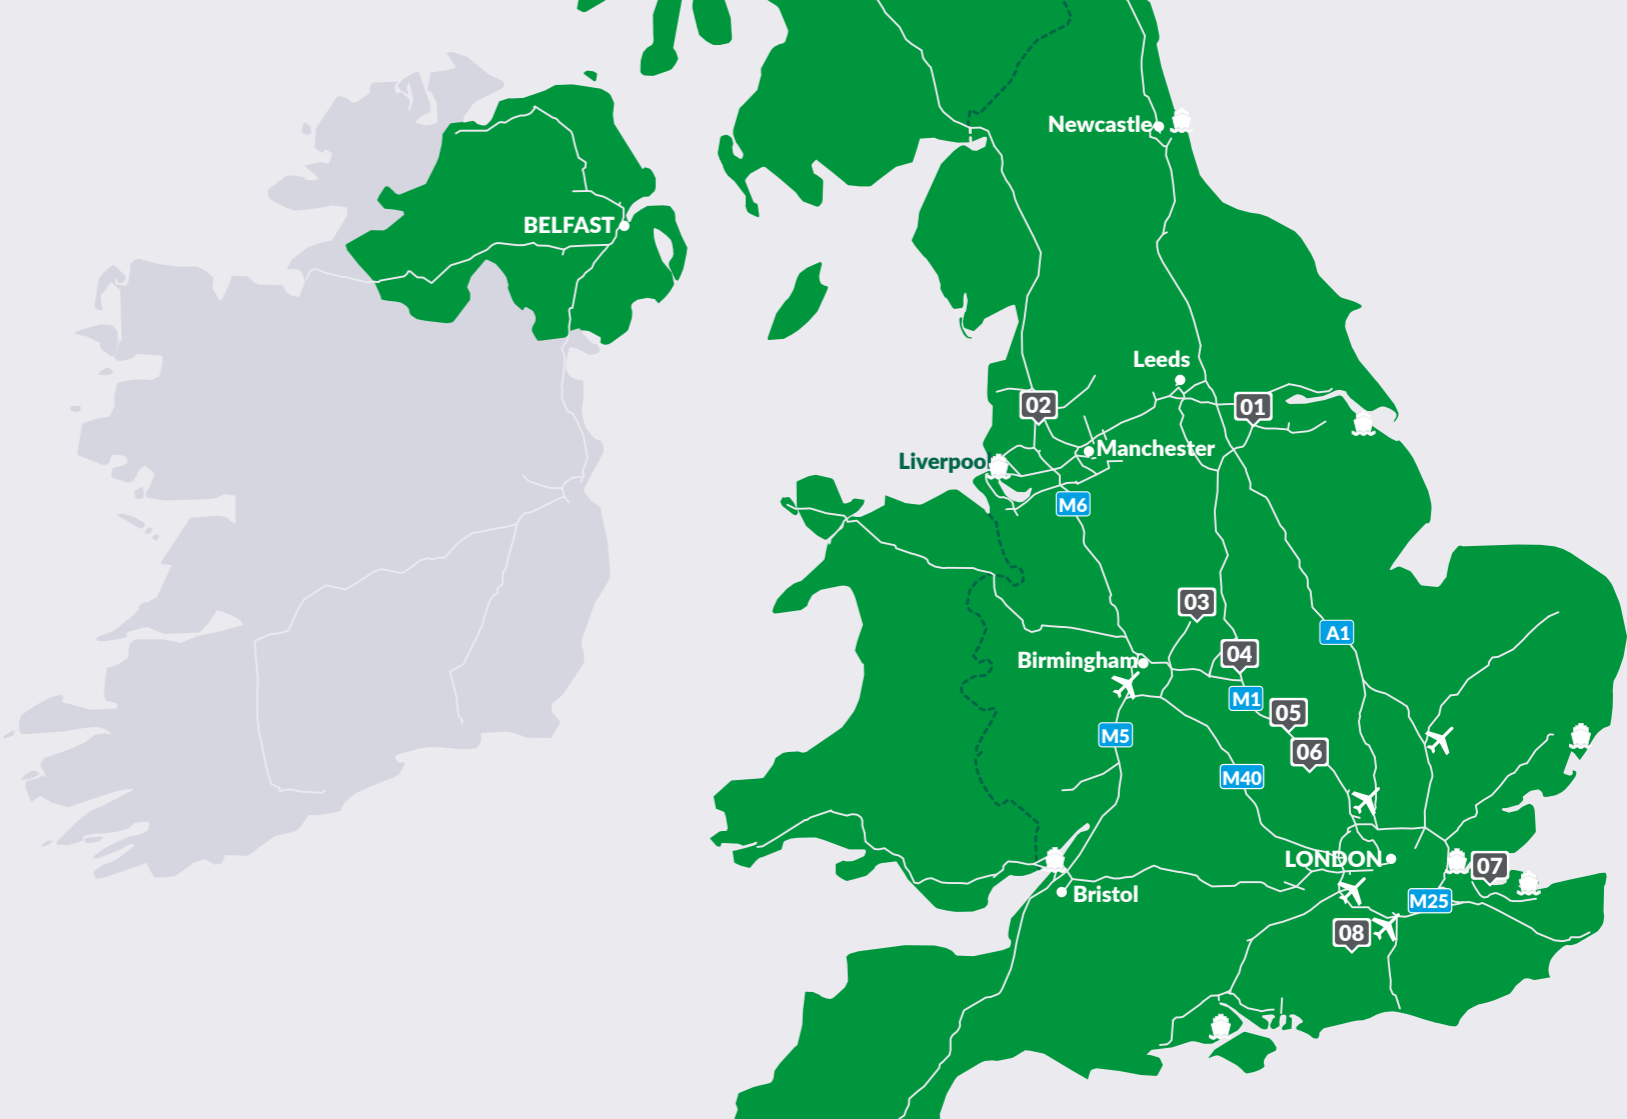 Newcastle
BELFAST
Leeds
02
01
Manchester
Liverpool
M6
03
A1
04
Birmingham
M1
05
M5
06
M40
LONDON
07
Bristol
M25
08